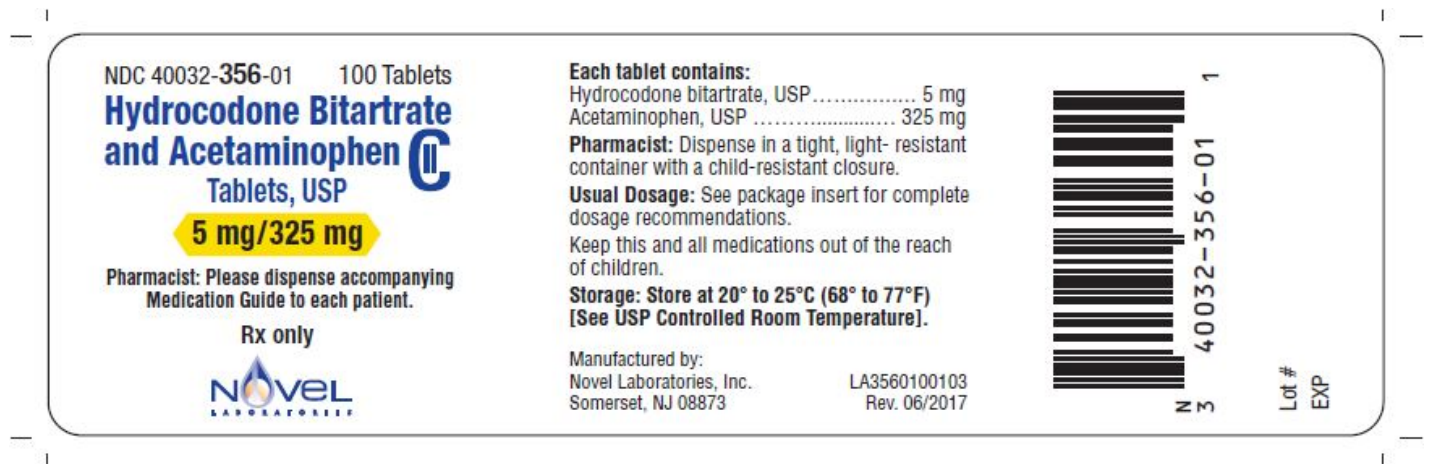 NDC 40032-356-01 100 Tablets
Hydrocodone Bitartrate
and Acetaminophen CII
Tablets, USP
5 mg/325 mg
Pharmacist: Please dispense accompanying
Medication Guide to each patient.
Rx only
NOVEL
LABORATORIES
Each tablet contains:
Hydrocodone bitartrate, USP................ 5 mg
Acetaminophen, USP ...................... 325 mg
Pharmacist: Dispense in a tight, light- resistant
container with a child-resistant closure.
Usual Dosage: See package insert for complete
dosage recommendations.
Keep this and all medications out of the reach
of children.
Storage: Store at 20° to 25°C (68° to 77°F)
[See USP Controlled Room Temperature].
Manufactured by:
Novel Laboratories, Inc. LA3560100103
Somerset, NJ 08873 Rev. 06/2017
N
3 40032-356-01 1
Lot #
EXP